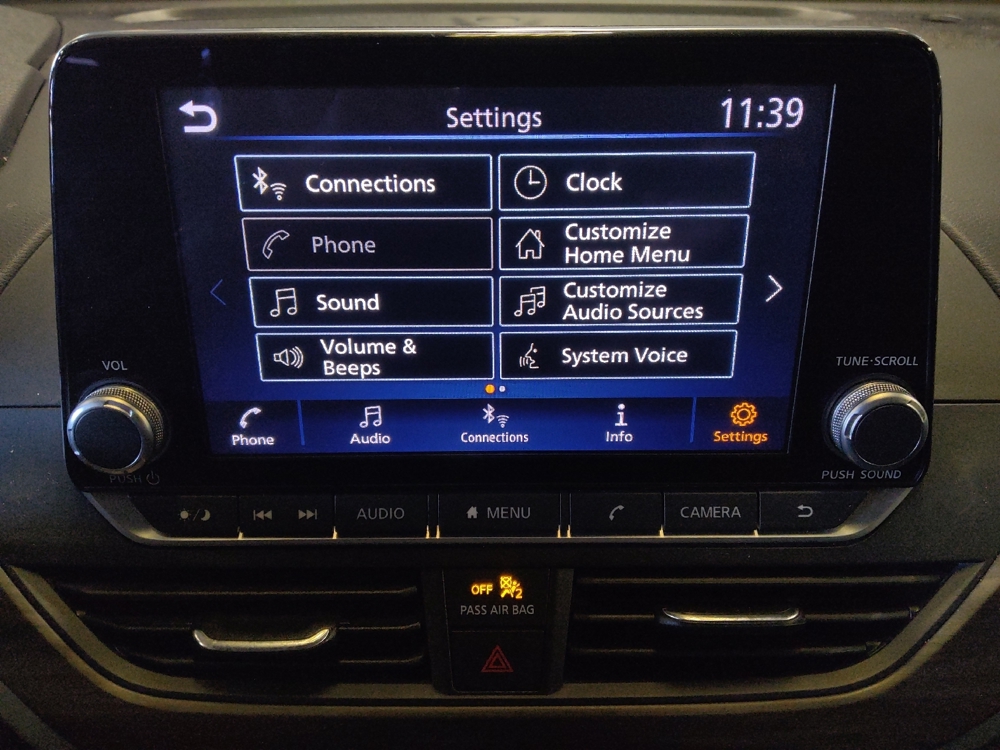 Settings
11:39
Connections
Clock
Phone
Customize
Home Menu
Sound
Customize
Audio Sources
Volume &
Beeps
System Voice
VOL
TUNE·SCROLL
Phone
Audio
Connections
Info
Settings
PUSH
PUSH SOUND
AUDIO
MENU
CAMERA
OFF
2
PASS AIR BAG